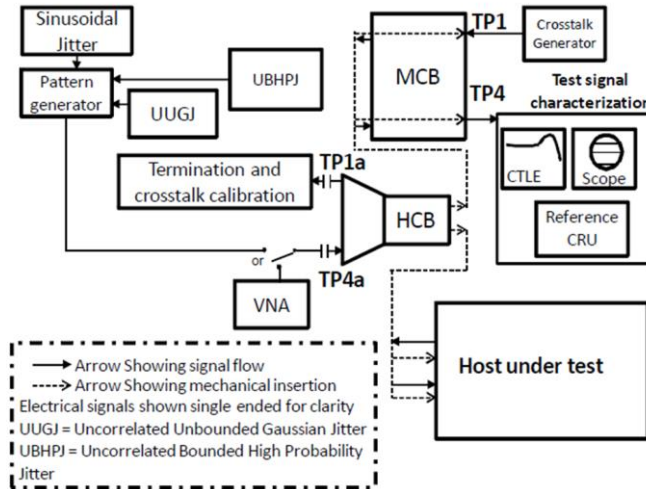 Sinusoidal
Jitter
Pattern
generator
UBHPJ
UUGJ
TP1
Crosstalk
Generator
MCB
TP4
Test signal
characterization
CTLE
Scope
Reference
CRU
TP1a
Termination and
crosstalk calibration
HCB
or
TP4a
VNA
Host under test
Arrow Showing signal flow
Arrow Showing mechanical insertion
Electrical signals shown single ended for clarity
UUGJ = Uncorrelated Unbounded Gaussian Jitter
UBHPJ = Uncorrelated Bounded High Probability
Jitter